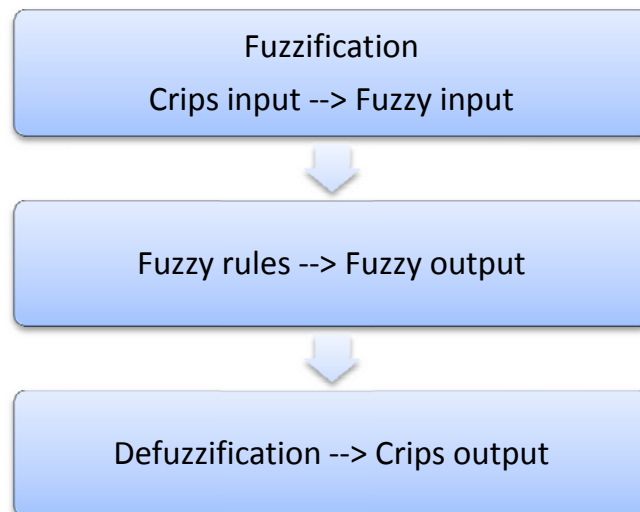 Fuzzification
Crips input --> Fuzzy input
Fuzzy rules --> Fuzzy output
Defuzzification --> Crips output